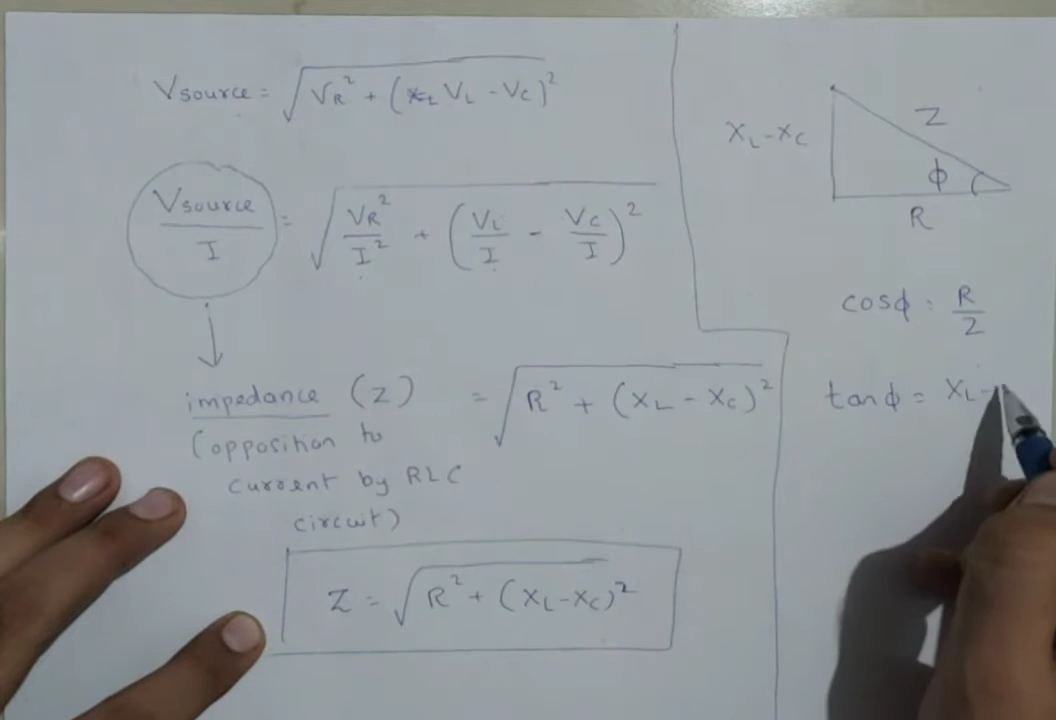 Vsource = √(VR² + (VL - VC)²)
Vsource/I = √(VR²/I² + (VL/I - VC/I)²)
impedance (Z) = √(R² + (XL - XC)²)
(opposition to
current by RLC
circuit)
Z = √(R² + (XL-XC)²)
Z
XL-XC
ϕ
R
cosϕ = R/Z
tanϕ = XL-